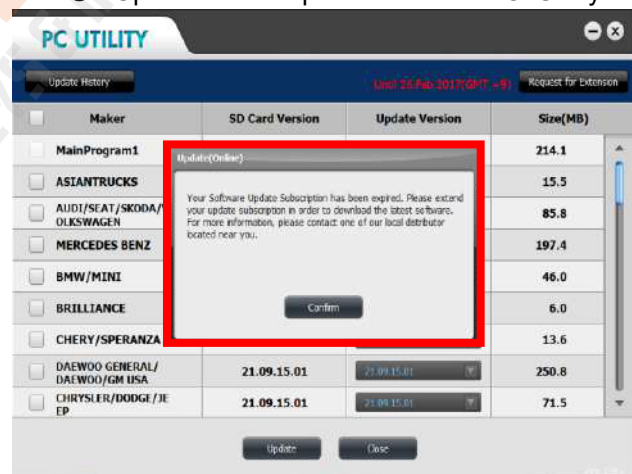 PC UTILITY
Update History
Until 26 Feb 2017(GMT +9)
Request for Extension
Maker SD Card Version Update Version Size(MB)
MainProgram1 214.1
Update(Online)
ASIANTRUCKS 15.5
Your Software Update Subscription has been expired. Please extend
your update subscription in order to download the latest software.
For more information, please contact one of our local distributor
located near you.
AUDI/SEAT/SKODA/
OLKSWAGEN 85.8
MERCEDES BENZ 197.4
BMW/MINI 46.0
BRILLIANCE 6.0
Confirm
CHERY/SPERANZA 13.6
DAEWOO GENERAL/
DAEWOO/GM USA 21.09.15.01 21.09.15.01 250.8
CHRYSLER/DODGE/JE
EP 21.09.15.01 21.09.15.01 71.5
Update Close